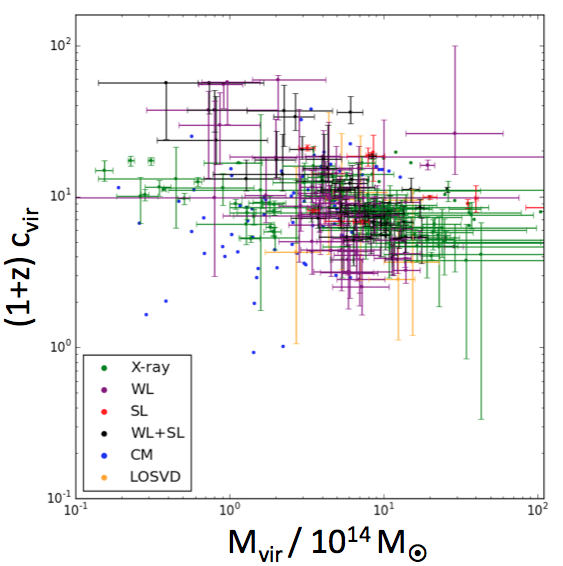 (1+z) c_vir
10²
10¹
10⁰
10⁻¹
X-ray
WL
SL
WL+SL
CM
LOSVD
10⁻¹ 10⁰ 10¹ 10²
M_vir / 10¹⁴ M_⊙